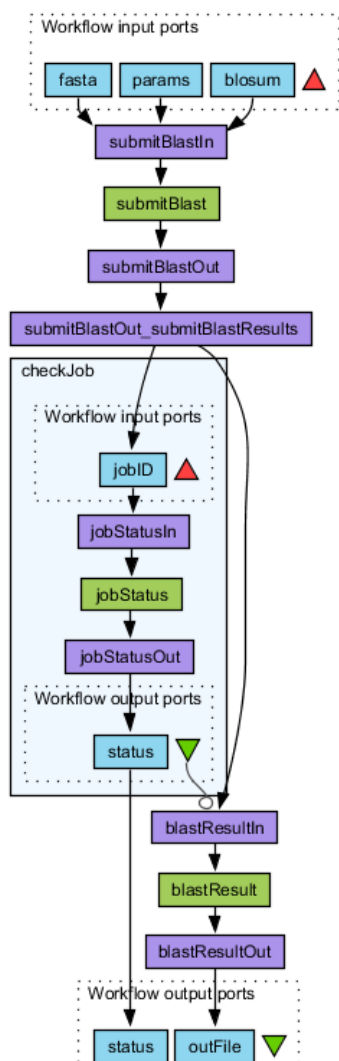 Workflow input ports
fasta params blosum
submitBlastIn
submitBlast
submitBlastOut
submitBlastOut_submitBlastResults
checkJob
Workflow input ports
jobID
jobStatusIn
jobStatus
jobStatusOut
Workflow output ports
status
blastResultIn
blastResult
blastResultOut
Workflow output ports
status outFile